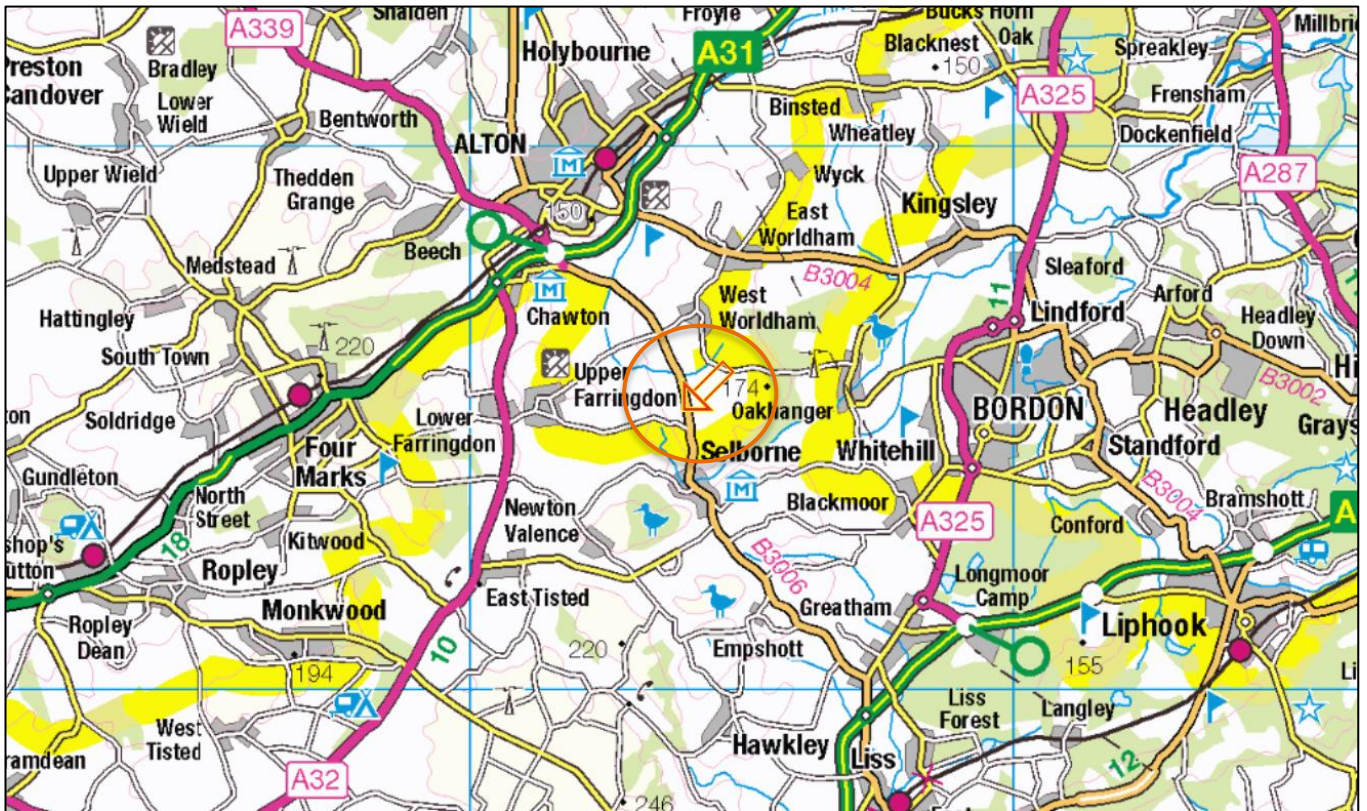 Shalden
Froyle
Bucks Horn
Oak
A339
Holybourne
A31
Blacknest
150
Spreakley
Preston
Candover
Bradley
Lower
Wield
Bentworth
Binsted
A325
Frensham
Wheatley
Dockenfield
ALTON
M
Upper Wield
Thedden
Grange
Wyck
A287
150
Kingsley
East
Worldham
Beech
Medstead
B3004
Sleaford
11
Arford
West
Worldham
M
Chawton
Lindford
Headley
Down
Hattingley
220
South Town
Upper
Farringdon
174
Oakhanger
B3002
BORDON
Headley
Soldridge
Lower
Farringdon
Four
Marks
Selborne
Whitehill
Standford
Gundleton
M
North
Street
Blackmoor
B3004
Bramshott
A325
Newton
Valence
Conford
18
Kitwood
Ropley
B3006
Longmoor
Camp
Monkwood
East Tisted
Greatham
Liphook
Ropley
Dean
10
220
Empshott
155
194
Liss
Forest
Langley
West
Tisted
Hawkley
Liss
12
A32
246